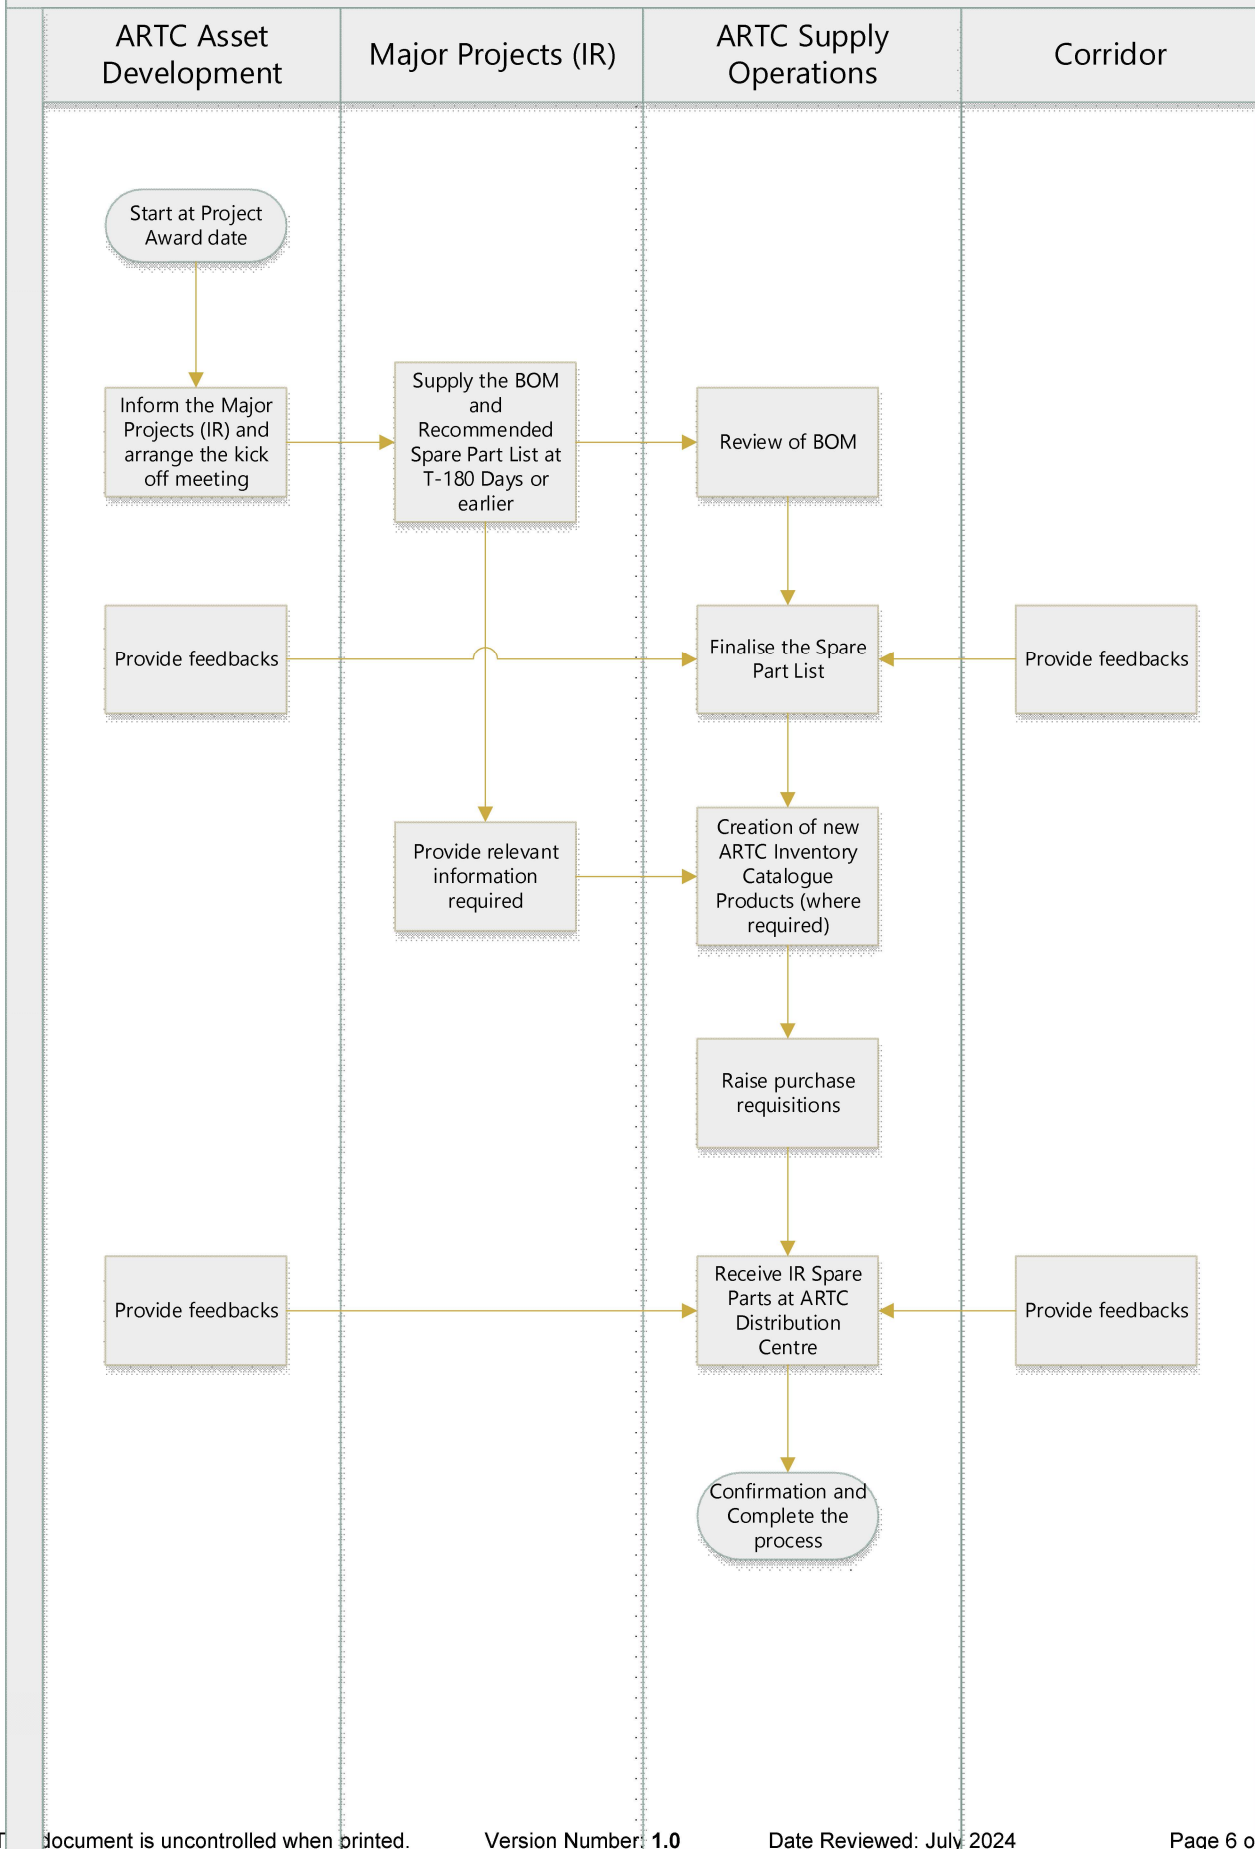 ARTC Asset
Development
Major Projects (IR)
ARTC Supply
Operations
Corridor
Start at Project
Award date
Inform the Major
Projects (IR) and
arrange the kick
off meeting
Supply the BOM
and
Recommended
Spare Part List at
T-180 Days or
earlier
Review of BOM
Provide feedbacks
Finalise the Spare
Part List
Provide feedbacks
Provide relevant
information
required
Creation of new
ARTC Inventory
Catalogue
Products (where
required)
Raise purchase
requisitions
Provide feedbacks
Receive IR Spare
Parts at ARTC
Distribution
Centre
Provide feedbacks
Confirmation and
Complete the
process
document is uncontrolled when printed. Version Number: 1.0 Date Reviewed: July 2024 Page 6